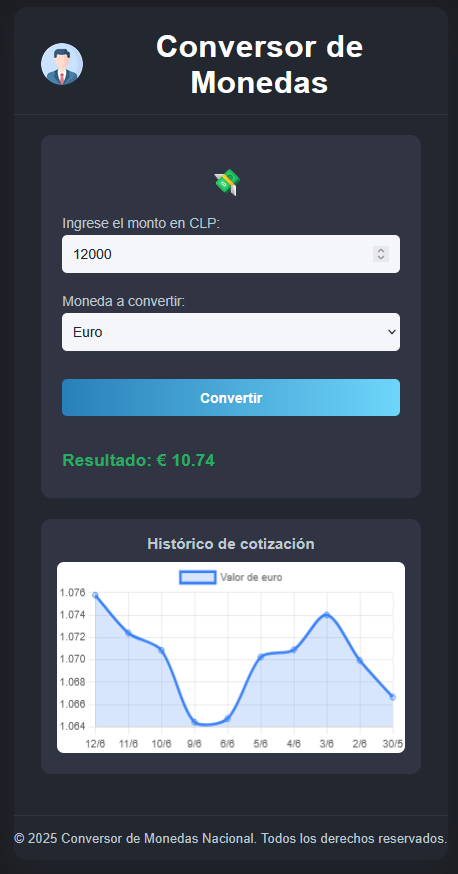 Conversor de
Monedas
Ingrese el monto en CLP:
12000
Moneda a convertir:
Euro
Convertir
Resultado: € 10.74
Histórico de cotización
Valor de euro
1.076
1.074
1.072
1.070
1.068
1.066
1.064
12/6 11/6 10/6 9/6 6/6 5/6 4/6 3/6 2/6 30/5
© 2025 Conversor de Monedas Nacional. Todos los derechos reservados.